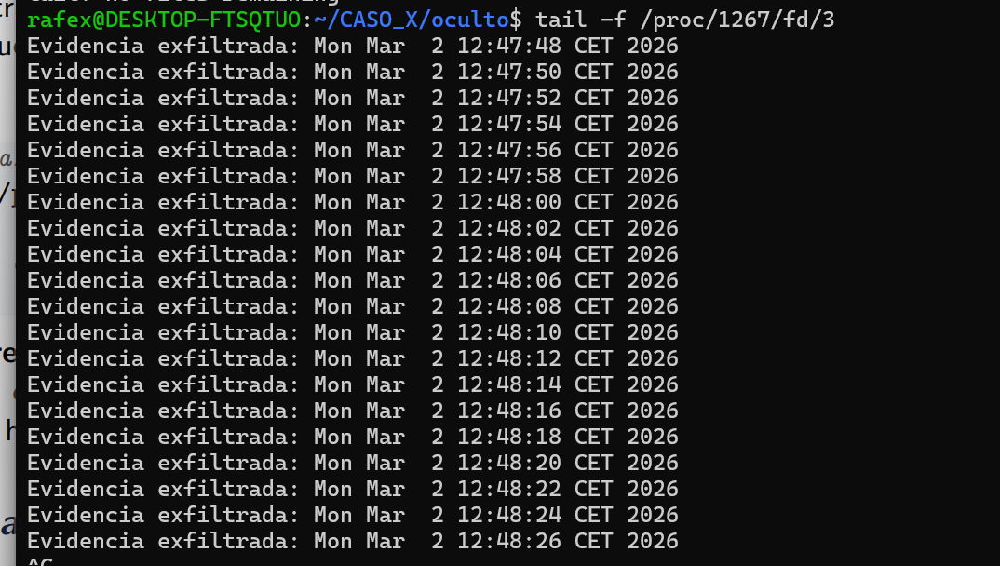 rafex@DESKTOP-FTSQTUO:~/CASO_X/oculto$ tail -f /proc/1267/fd/3
Evidencia exfiltrada: Mon Mar  2 12:47:48 CET 2026
Evidencia exfiltrada: Mon Mar  2 12:47:50 CET 2026
Evidencia exfiltrada: Mon Mar  2 12:47:52 CET 2026
Evidencia exfiltrada: Mon Mar  2 12:47:54 CET 2026
Evidencia exfiltrada: Mon Mar  2 12:47:56 CET 2026
Evidencia exfiltrada: Mon Mar  2 12:47:58 CET 2026
Evidencia exfiltrada: Mon Mar  2 12:48:00 CET 2026
Evidencia exfiltrada: Mon Mar  2 12:48:02 CET 2026
Evidencia exfiltrada: Mon Mar  2 12:48:04 CET 2026
Evidencia exfiltrada: Mon Mar  2 12:48:06 CET 2026
Evidencia exfiltrada: Mon Mar  2 12:48:08 CET 2026
Evidencia exfiltrada: Mon Mar  2 12:48:10 CET 2026
Evidencia exfiltrada: Mon Mar  2 12:48:12 CET 2026
Evidencia exfiltrada: Mon Mar  2 12:48:14 CET 2026
Evidencia exfiltrada: Mon Mar  2 12:48:16 CET 2026
Evidencia exfiltrada: Mon Mar  2 12:48:18 CET 2026
Evidencia exfiltrada: Mon Mar  2 12:48:20 CET 2026
Evidencia exfiltrada: Mon Mar  2 12:48:22 CET 2026
Evidencia exfiltrada: Mon Mar  2 12:48:24 CET 2026
Evidencia exfiltrada: Mon Mar  2 12:48:26 CET 2026